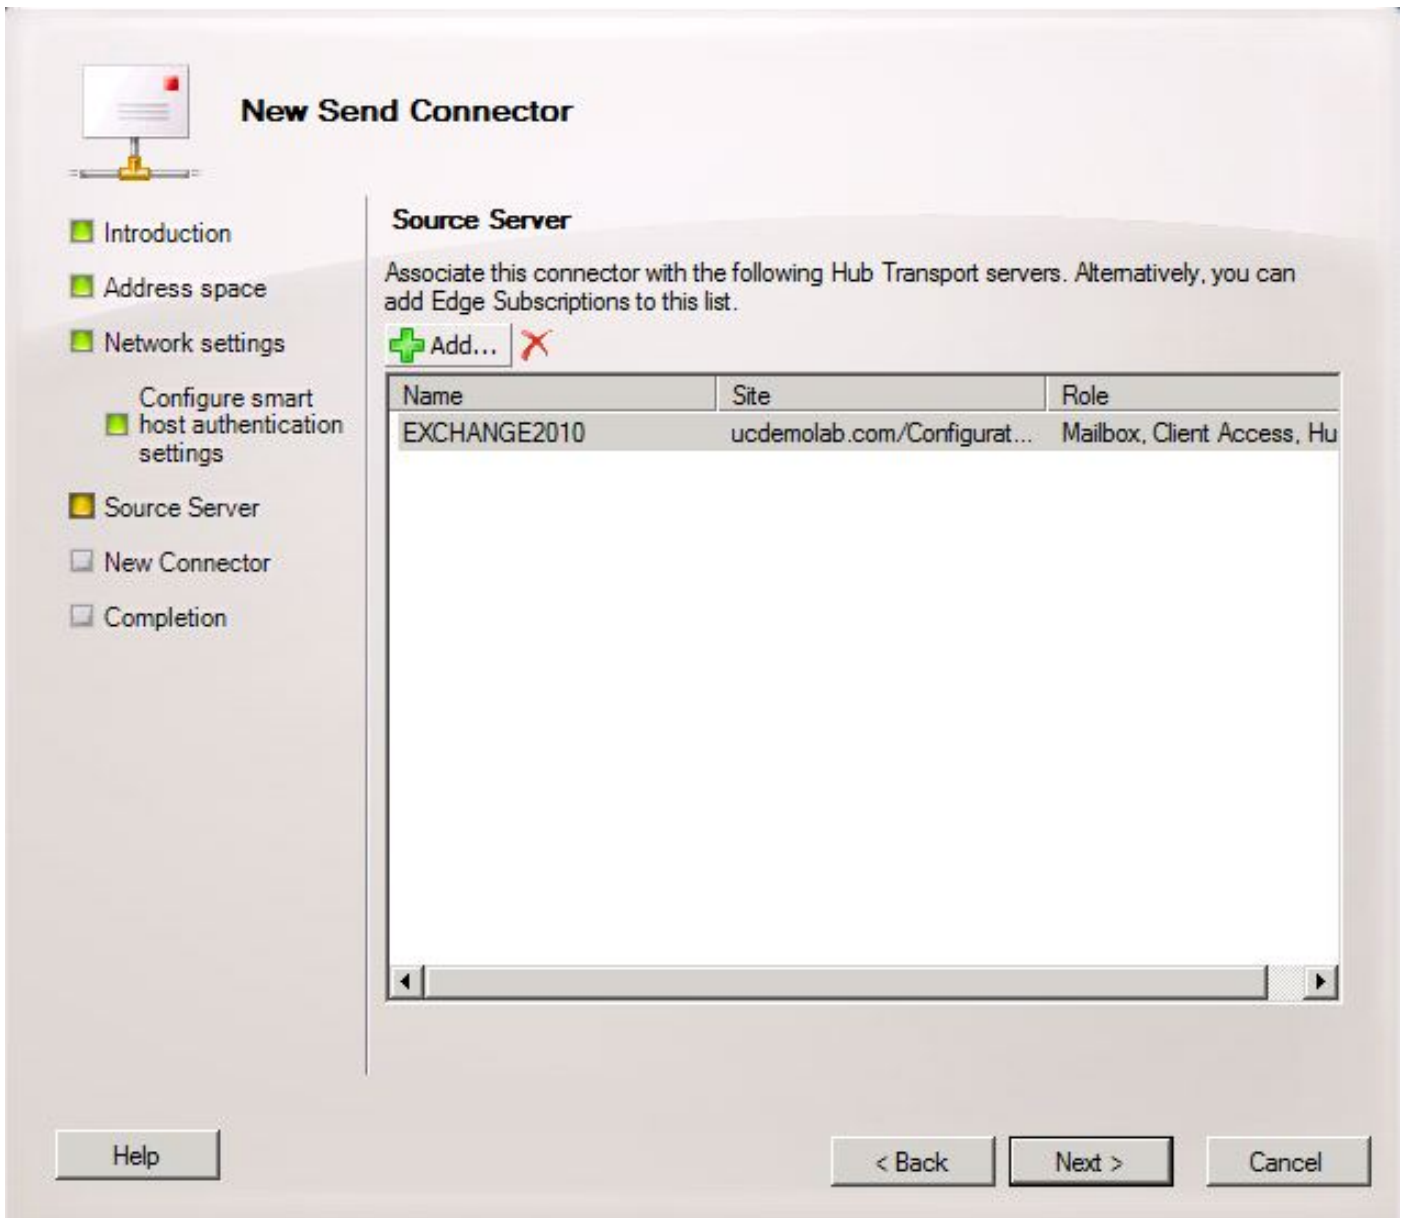 New Send Connector
Introduction
Address space
Network settings
Configure smart
host authentication
settings
Source Server
New Connector
Completion
Source Server
Associate this connector with the following Hub Transport servers. Alternatively, you can
add Edge Subscriptions to this list.
Add...
Name Site Role
EXCHANGE2010 ucdemolab.com/Configurat... Mailbox, Client Access, Hu
Help < Back Next > Cancel